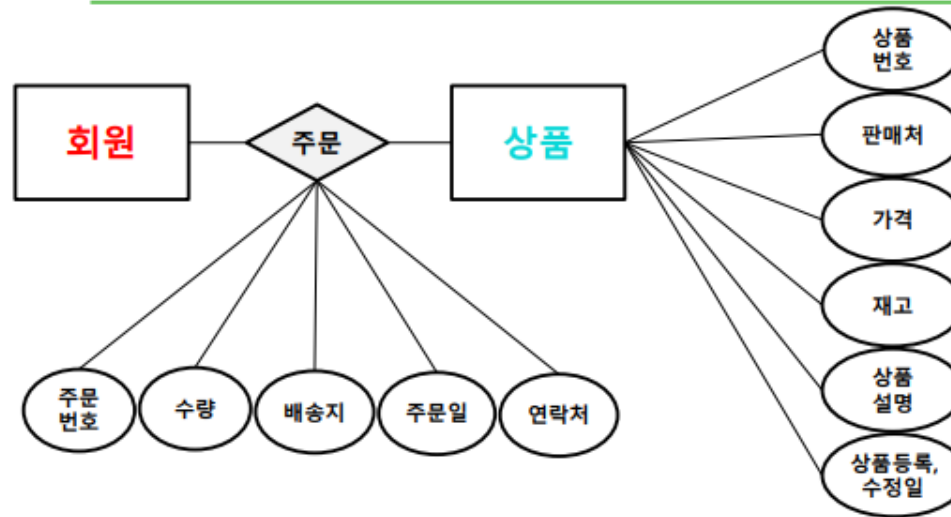 회원
주문
상품
상품
번호
판매처
가격
재고
상품
설명
상품등록,
수정일
주문
번호
수량
배송지
주문일
연락처